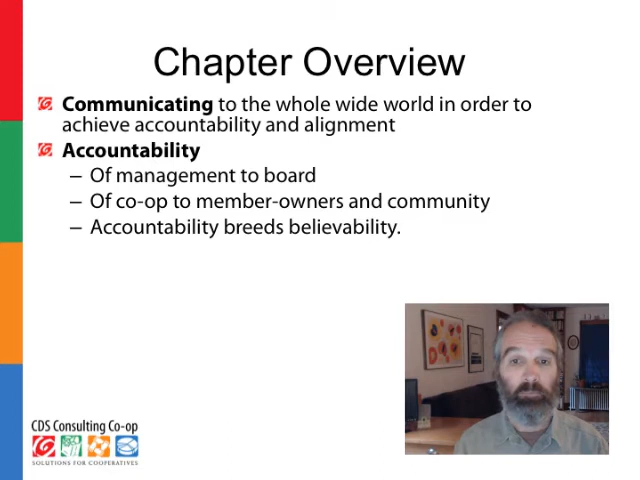 Chapter Overview
Communicating to the whole wide world in order to
achieve accountability and alignment
Accountability
– Of management to board
– Of co-op to member-owners and community
– Accountability breeds believability.
CDS Consulting Co-op
SOLUTIONS FOR COOPERATIVES